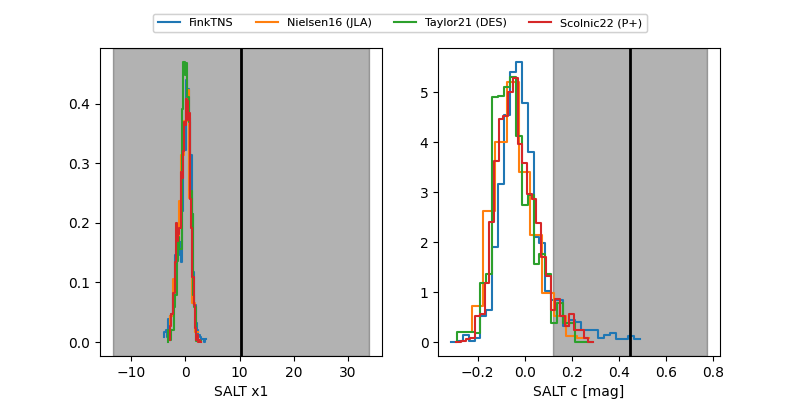 FinkTNS Nielsen16 (JLA) Taylor21 (DES) Scolnic22 (P+)
0.4
0.3
0.2
0.1
0.0
−10 0 10 20 30
SALT x1
5
4
3
2
1
0
−0.2 0.0 0.2 0.4 0.6 0.8
SALT c [mag]